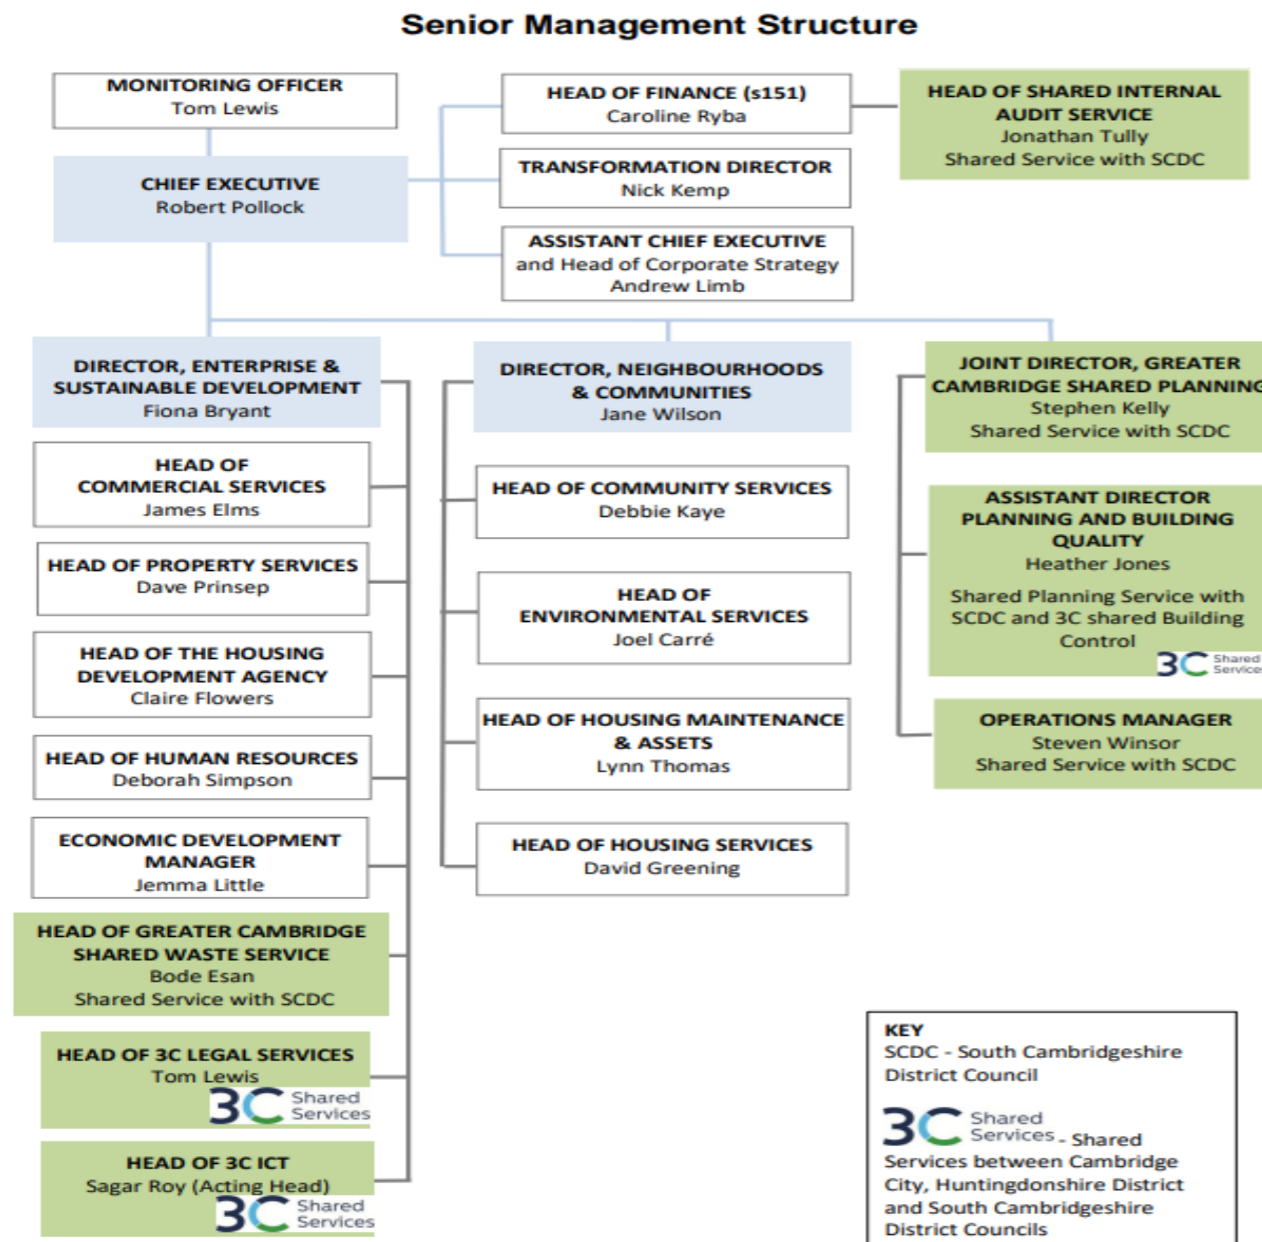 Senior Management Structure
MONITORING OFFICER
Tom Lewis
CHIEF EXECUTIVE
Robert Pollock
HEAD OF FINANCE (s151)
Caroline Ryba
HEAD OF SHARED INTERNAL
AUDIT SERVICE
Jonathan Tully
Shared Service with SCDC
TRANSFORMATION DIRECTOR
Nick Kemp
ASSISTANT CHIEF EXECUTIVE
and Head of Corporate Strategy
Andrew Limb
DIRECTOR, ENTERPRISE &
SUSTAINABLE DEVELOPMENT
Fiona Bryant
HEAD OF
COMMERCIAL SERVICES
James Elms
HEAD OF PROPERTY SERVICES
Dave Prinsep
HEAD OF THE HOUSING
DEVELOPMENT AGENCY
Claire Flowers
HEAD OF HUMAN RESOURCES
Deborah Simpson
ECONOMIC DEVELOPMENT
MANAGER
Jemma Little
HEAD OF GREATER CAMBRIDGE
SHARED WASTE SERVICE
Bode Esan
Shared Service with SCDC
HEAD OF 3C LEGAL SERVICES
Tom Lewis
3C Shared
Services
HEAD OF 3C ICT
Sagar Roy (Acting Head)
3C Shared
Services
DIRECTOR, NEIGHBOURHOODS
& COMMUNITIES
Jane Wilson
HEAD OF COMMUNITY SERVICES
Debbie Kaye
HEAD OF
ENVIRONMENTAL SERVICES
Joel Carré
HEAD OF HOUSING MAINTENANCE
& ASSETS
Lynn Thomas
HEAD OF HOUSING SERVICES
David Greening
JOINT DIRECTOR, GREATER
CAMBRIDGE SHARED PLANNING
Stephen Kelly
Shared Service with SCDC
ASSISTANT DIRECTOR
PLANNING AND BUILDING
QUALITY
Heather Jones
Shared Planning Service with
SCDC and 3C shared Building
Control
3C Shared
Services
OPERATIONS MANAGER
Steven Winsor
Shared Service with SCDC
KEY
SCDC - South Cambridgeshire
District Council
3C Shared
Services - Shared
Services between Cambridge
City, Huntingdonshire District
and South Cambridgeshire
District Councils